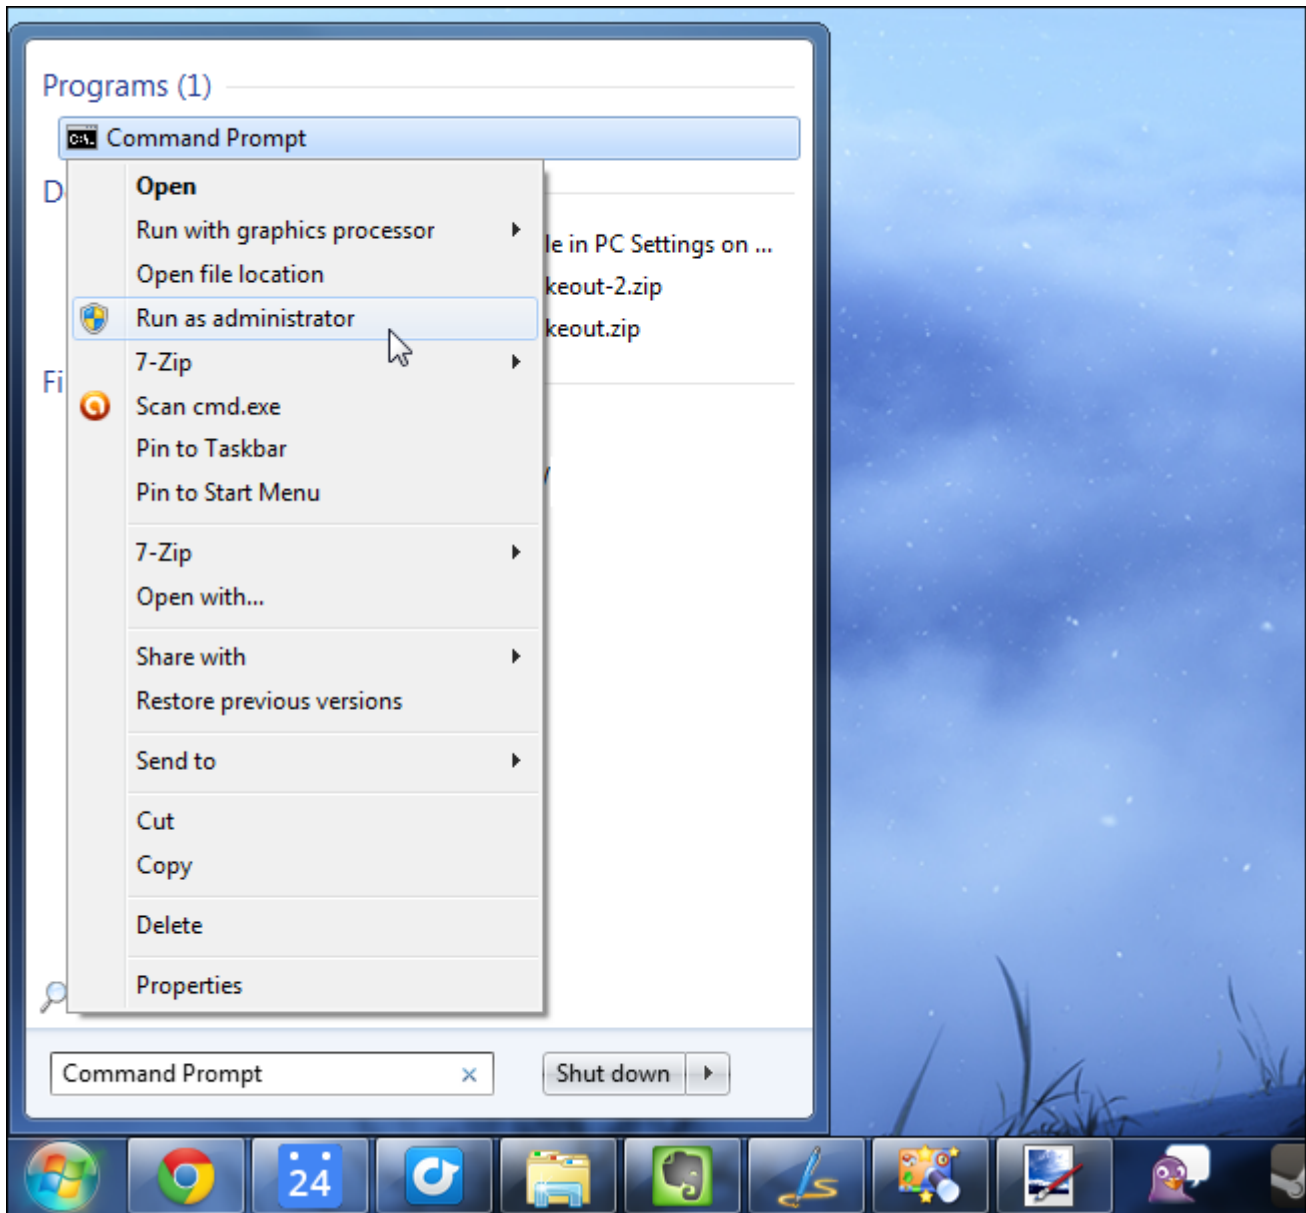 Programs (1)
C:\.
Command Prompt
Open
Run with graphics processor
le in PC Settings on ...
Open file location
keout-2.zip
Run as administrator
keout.zip
7-Zip
Fi
Scan cmd.exe
Pin to Taskbar
Pin to Start Menu
7-Zip
Open with...
Share with
Restore previous versions
Send to
Cut
Copy
Delete
Properties
Command Prompt
Shut down
24